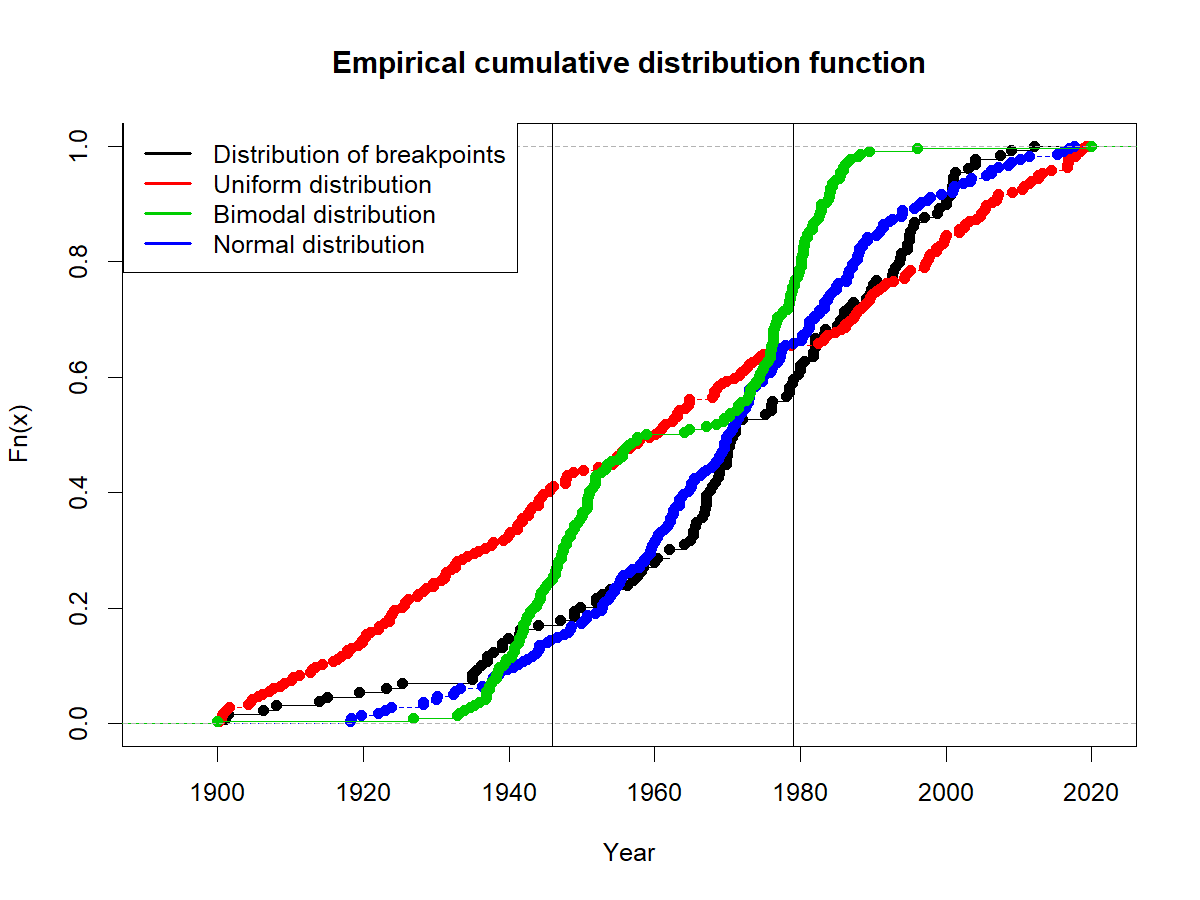 Empirical cumulative distribution function
Distribution of breakpoints
Uniform distribution
Bimodal distribution
Normal distribution
1.0
0.8
0.6
0.4
0.2
0.0
Fn(x)
1900 1920 1940 1960 1980 2000 2020
Year